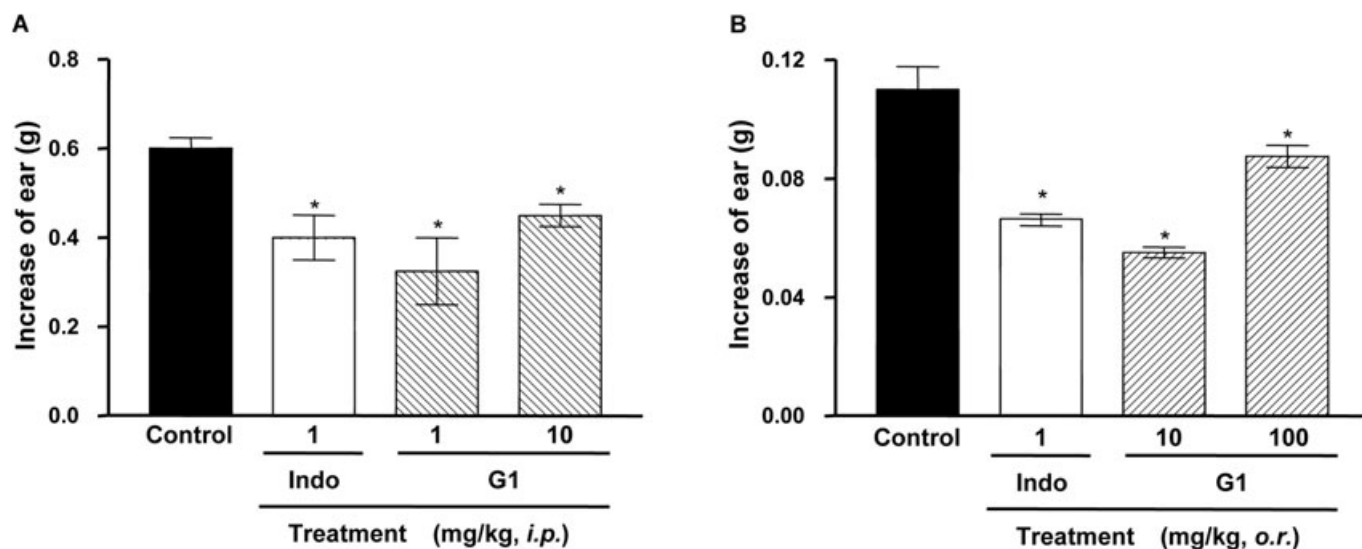 A
Increase of ear (g)
0.8
0.6
0.4
0.2
0.0
*
*
*
Control 1 1 10
Indo G1
Treatment (mg/kg, i.p.)
B
Increase of ear (g)
0.12
0.08
0.04
0.00
*
*
*
Control 1 10 100
Indo G1
Treatment (mg/kg, o.r.)